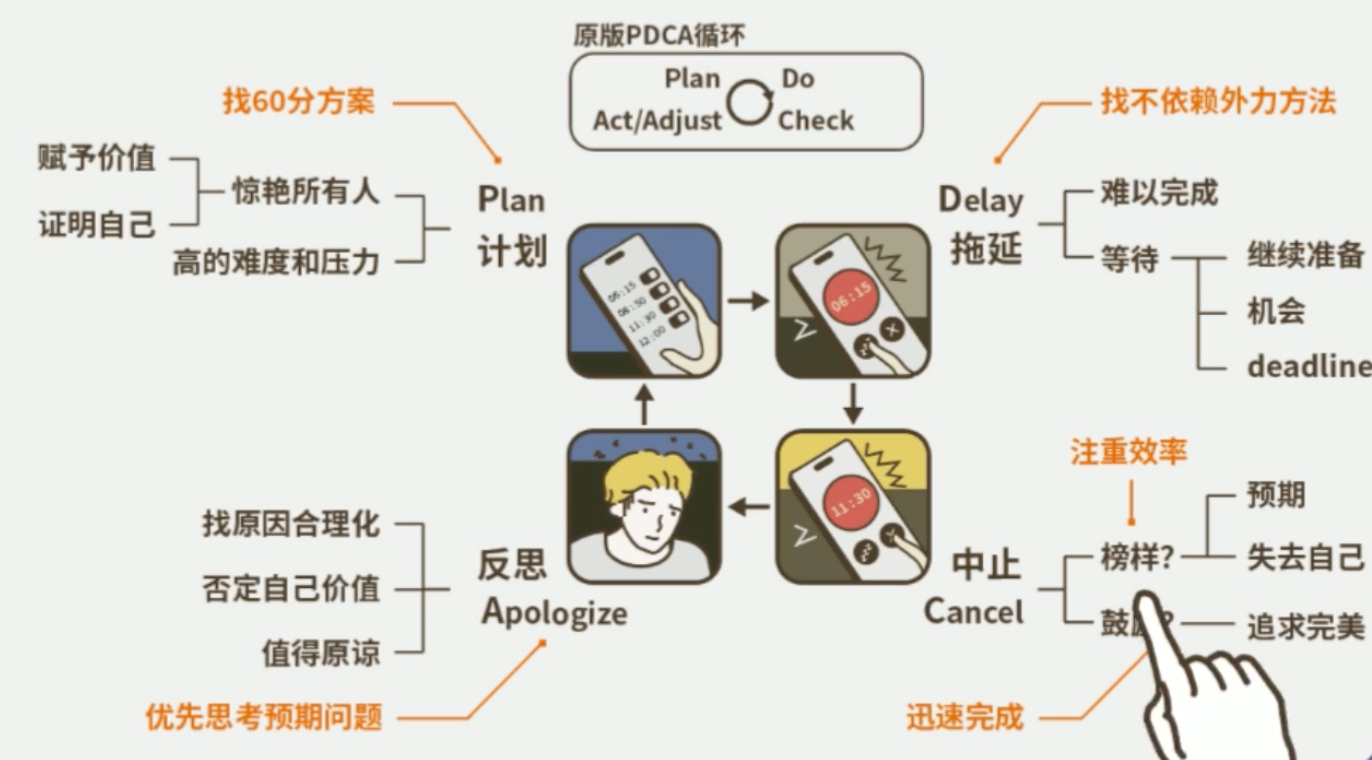 原版PDCA循环
Plan
Do
Act/Adjust
Check
找60分方案
赋予价值
证明自己
惊艳所有人
高的难度和压力
Plan
计划
06:15
11:30
12:00
找不依赖外力方法
Delay
拖延
06:15
难以完成
等待
继续准备
机会
deadline
找原因合理化
否定自己价值
值得原谅
反思
Apologize
优先思考预期问题
11:30
中止
Cancel
注重效率
榜样?
预期
失去自己
追求完美
迅速完成